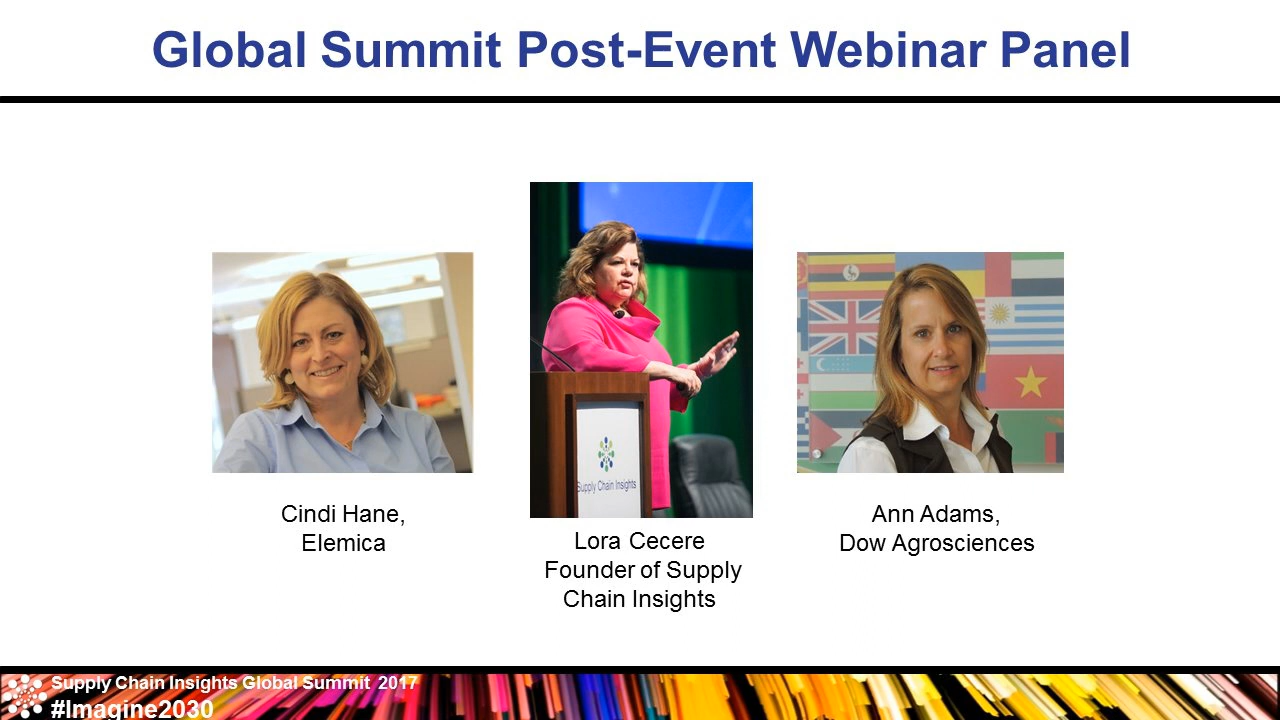 Global Summit Post-Event Webinar Panel
Supply Chain Insights
Cindi Hane,
Elemica
Lora Cecere
Founder of Supply
Chain Insights
Ann Adams,
Dow Agrosciences
Supply Chain Insights Global Summit 2017
#Imagine2030